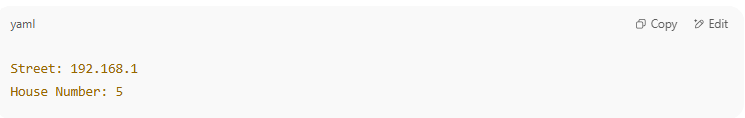 yaml
Copy Edit
Street: 192.168.1
House Number: 5